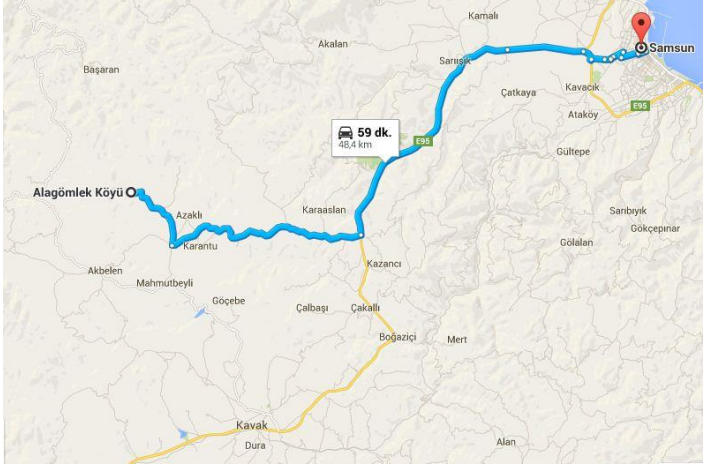 Kamalı
Akalan
Samsun
Sarıışık
Başaran
Çatkaya
Kavacık
E95
Ataköy
59 dk.
48,4 km
E95
Gültepe
Alagömlek Köyü
Azaklı
Karaaslan
Sarıbıyık
Gökçepınar
Karantu
Gölalan
Kazancı
Akbelen
Mahmutbeyli
Göçebe
Çalbaşı
Çakallı
Boğaziçi
Mert
Kavak
Dura
Alan